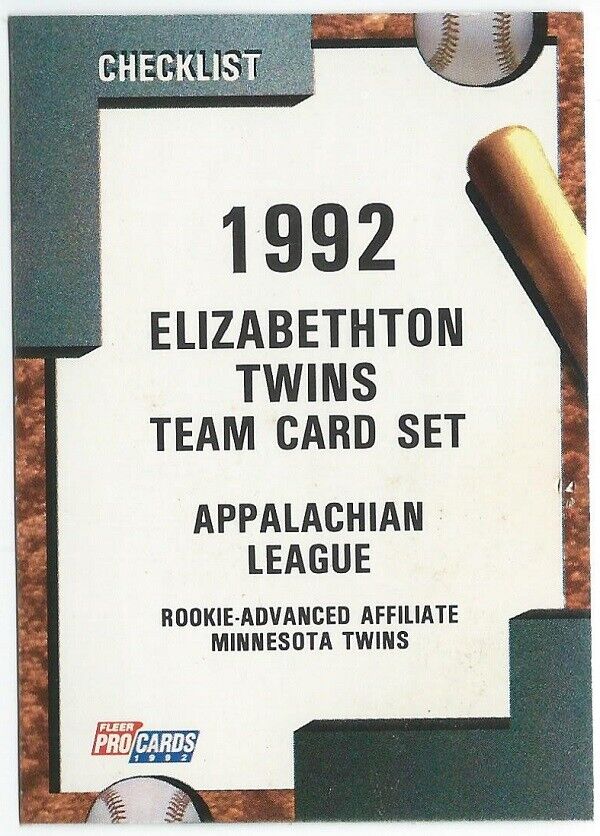 CHECKLIST
1992
ELIZABETHTON
TWINS
TEAM CARD SET
APPALACHIAN
LEAGUE
ROOKIE-ADVANCED AFFILIATE
MINNESOTA TWINS
FLEER
PRO CARDS
1992